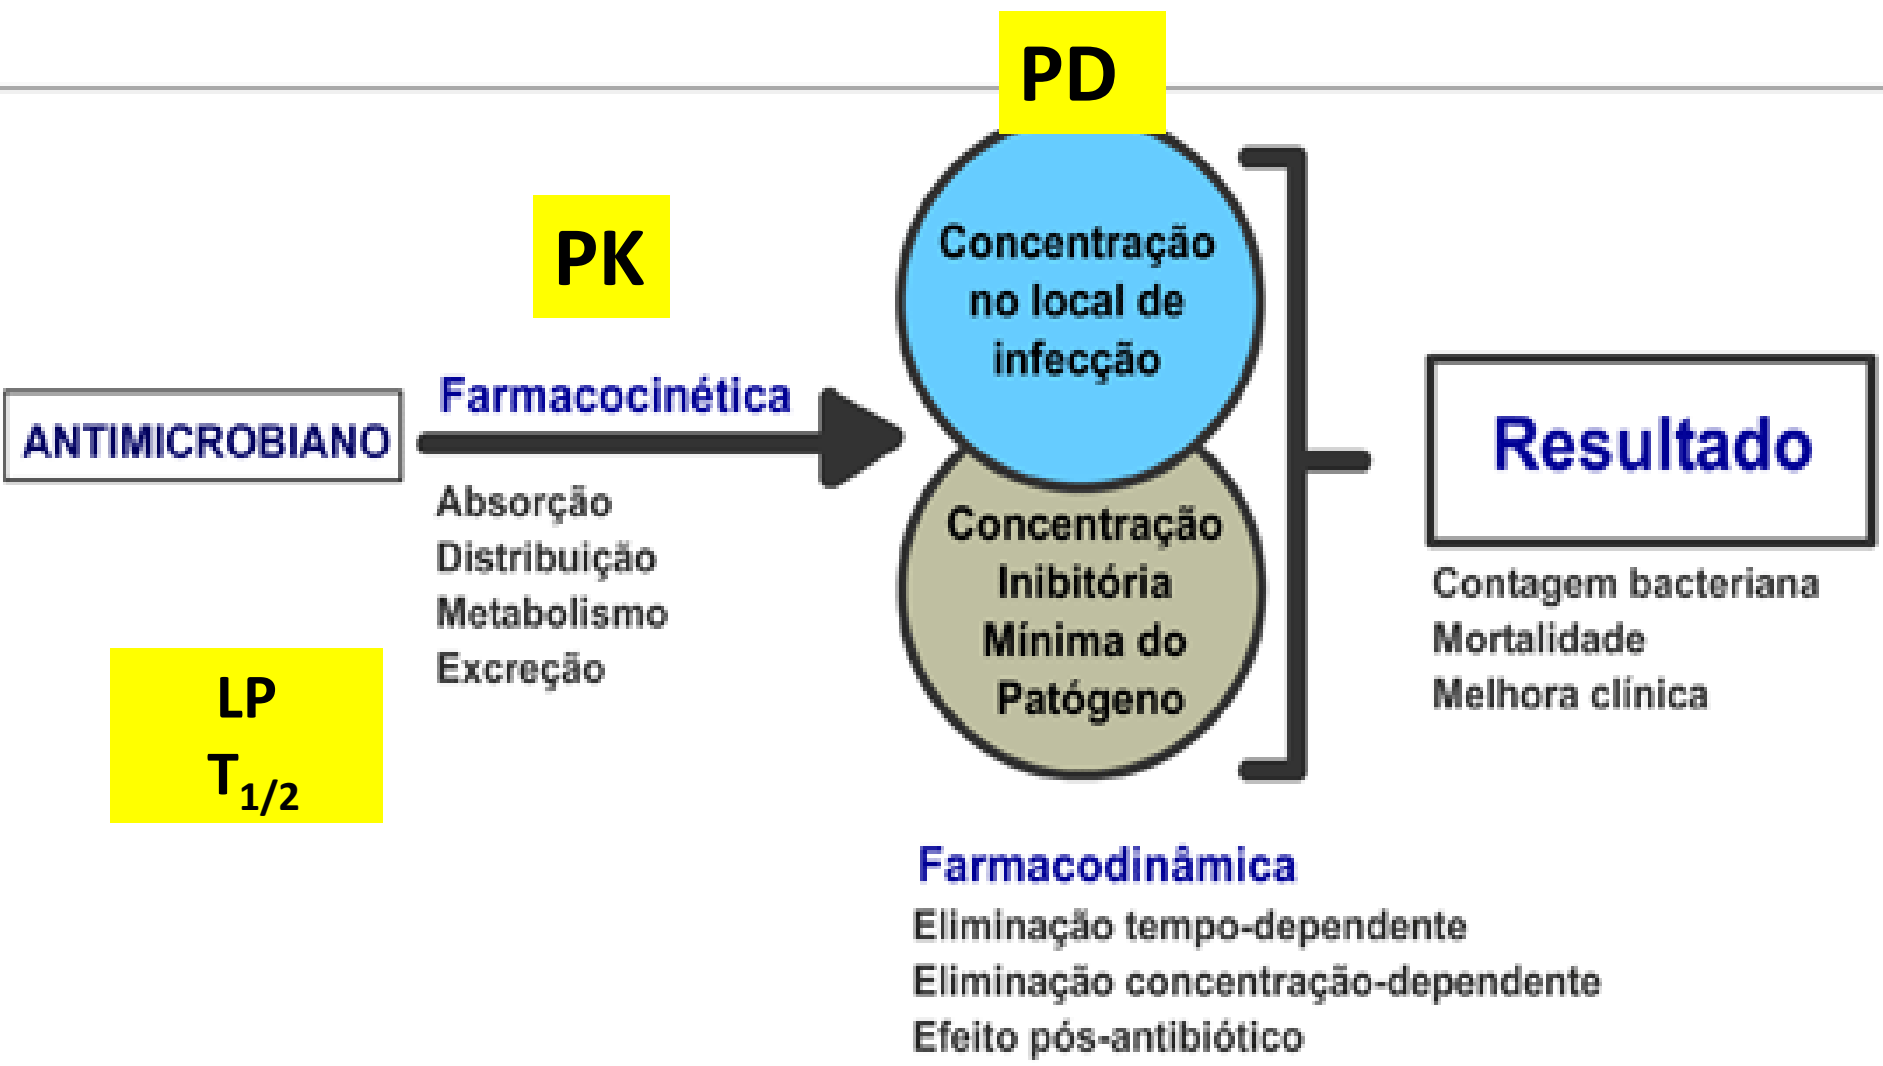 PD
PK
Concentração
no local de
infecção
Farmacocinética
ANTIMICROBIANO
Absorção
Distribuição
Metabolismo
Excreção
LP
T1/2
Concentração
Inibitória
Mínima do
Patógeno
Resultado
Contagem bacteriana
Mortalidade
Melhora clínica
Farmacodinâmica
Eliminação tempo-dependente
Eliminação concentração-dependente
Efeito pós-antibiótico